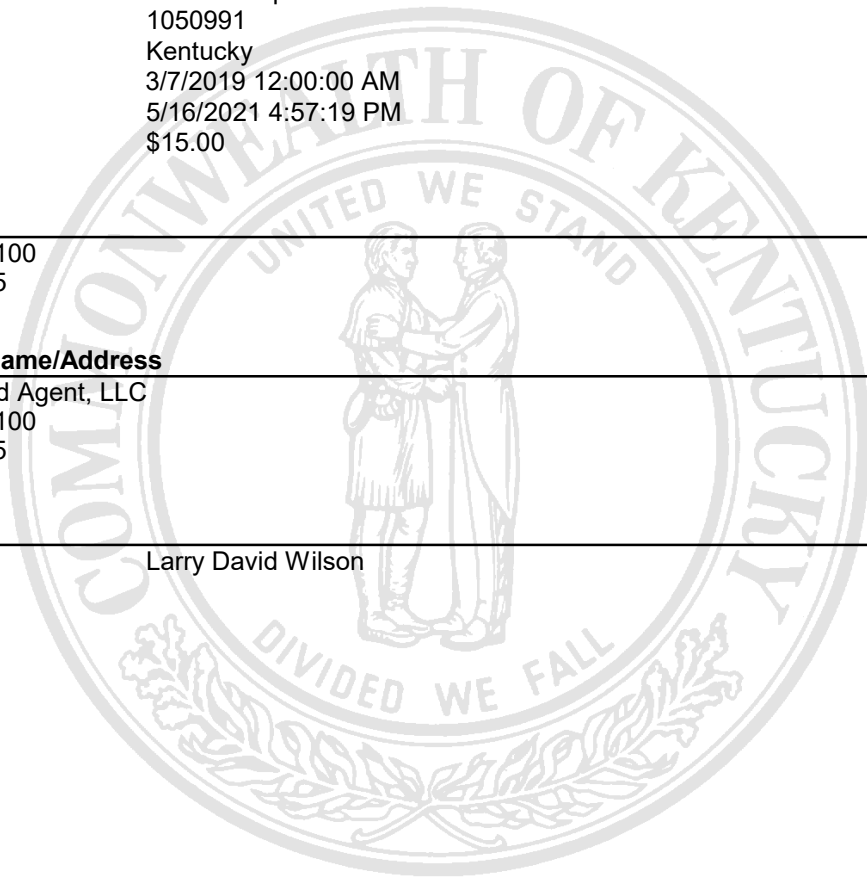 1050991
Kentucky
3/7/2019 12:00:00 AM
5/16/2021 4:57:19 PM
$15.00
COMMONWEALTH OF KENTUCKY
UNITED WE STAND
100
5
ame/Address
d Agent, LLC
100
5
Larry David Wilson
DIVIDED WE FALL